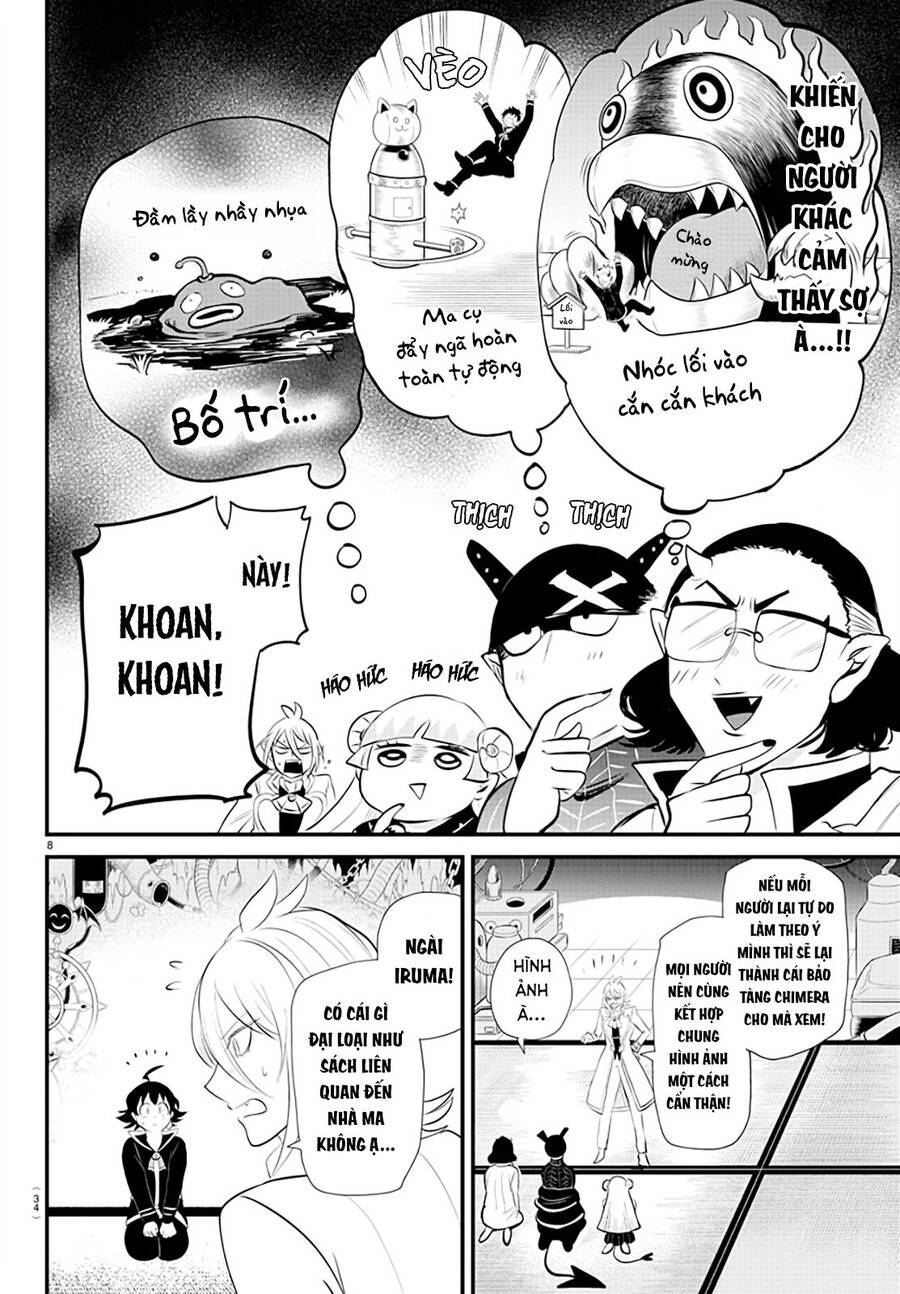 KHIẾN
CHO
NGƯỜI
KHÁC
CẢM
THẤY SỢ
À...!!
Chào
mừng
Lối
vào
Nhóc lối vào
cắn cắn khách
VÈO
Ma cụ
đẩy ngã hoàn
toàn tự động
Đầm lầy nhầy nhụa
Bố trí...
THỊCH
THỊCH
HÁO HỨC
HÁO HỨC
NÀY!
KHOAN,
KHOAN!
8
NẾU MỖI
NGƯỜI LẠI TỰ DO
LÀM THEO Ý
MÌNH THÌ SẼ LẠI
THÀNH CÁI BẢO
TÀNG CHIMERA
CHO MÀ XEM!
MỌI NGƯỜI
NÊN CÙNG
KẾT HỢP
CHUNG
HÌNH ẢNH
MỘT CÁCH
CẨN THẬN!
HÌNH
ẢNH
À...
NGÀI
IRUMA!
CÓ CÁI GÌ
ĐẠI LOẠI NHƯ
SÁCH LIÊN
QUAN ĐẾN
NHÀ MA
KHÔNG Ạ...
(34)